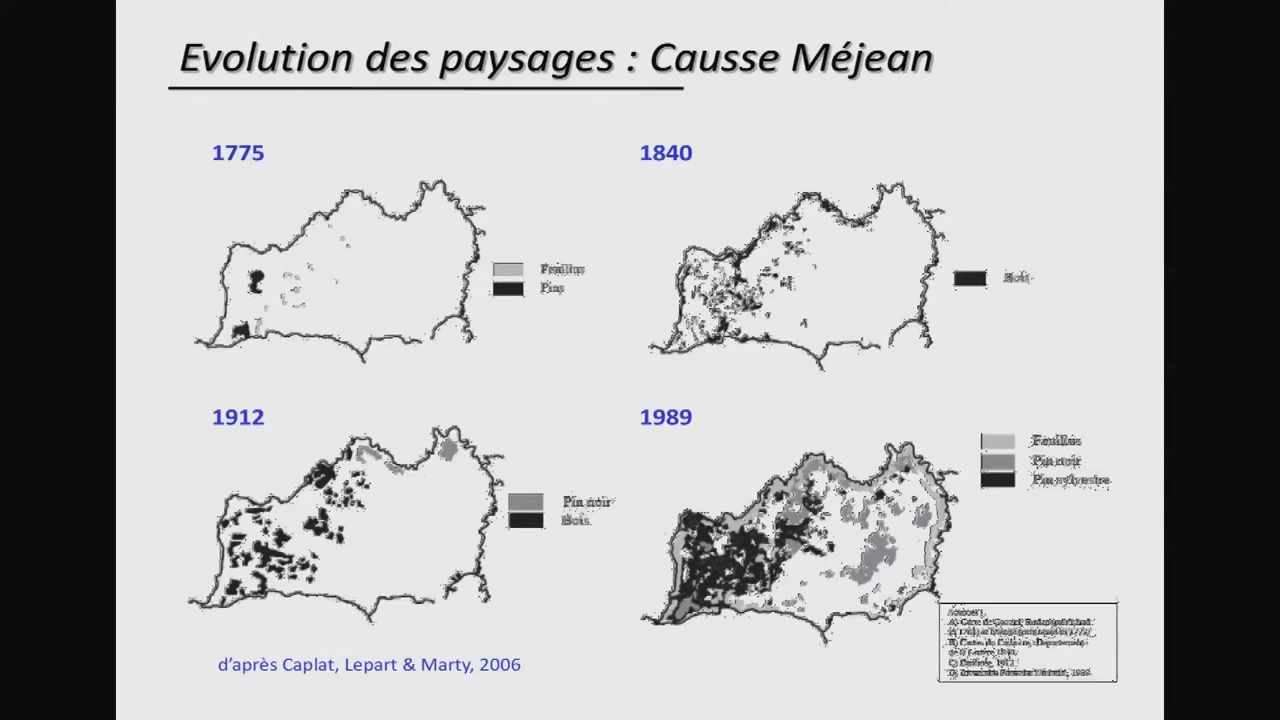 Evolution des paysages : Causse Méjean
1775
1840
Feuillus
Pins
Bois
1912
1989
Feuillus
Pin noir
Pin sylvestre
Pin noir
Bois
d'après Caplat, Lepart & Marty, 2006